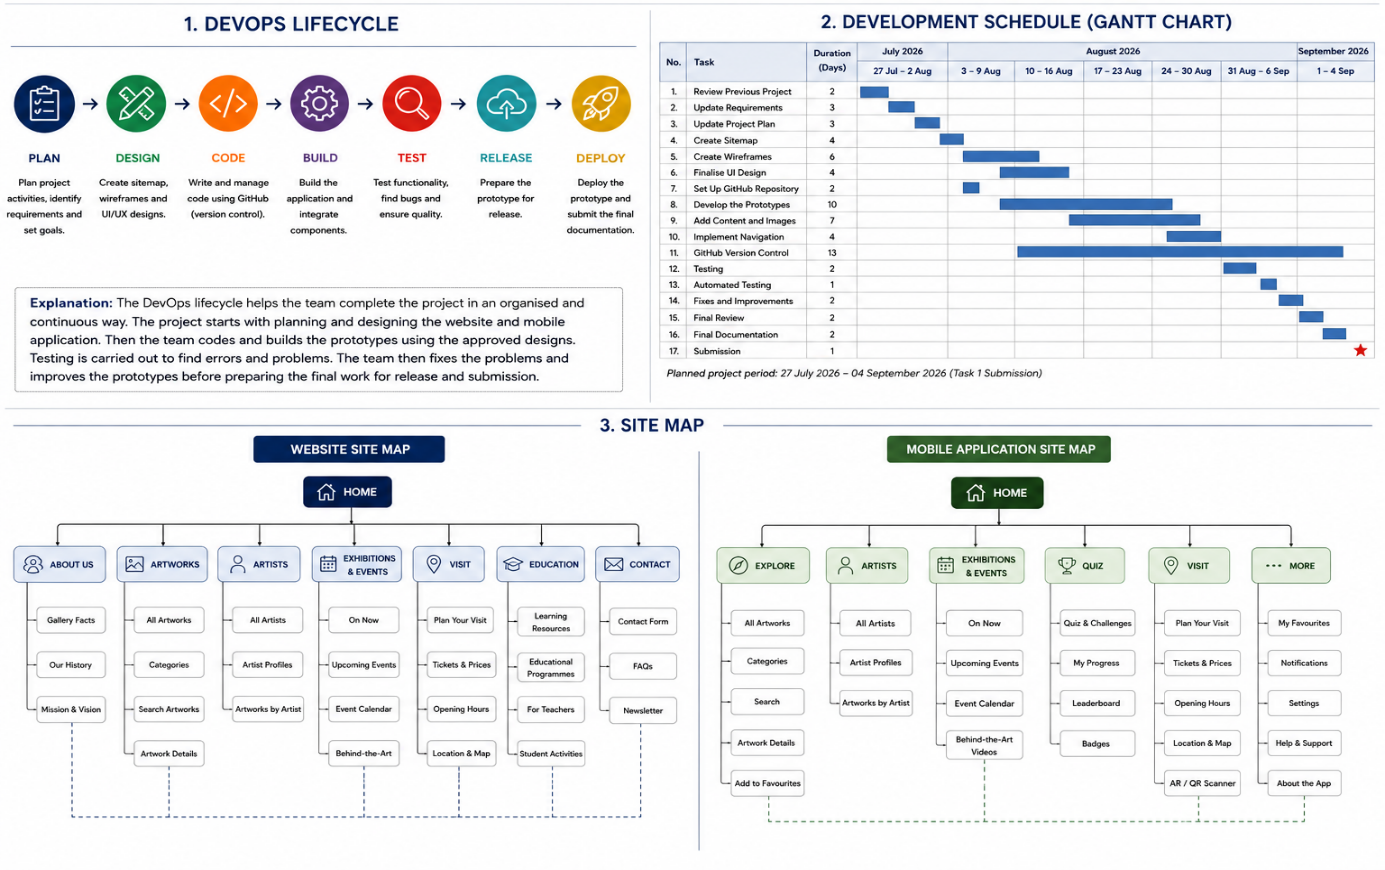 1. DEVOPS LIFECYCLE
PLAN
Plan project
activities, identify
requirements and
set goals.
DESIGN
Create sitemap,
wireframes and
UI/UX designs.
CODE
Write and manage
code using GitHub
(version control).
BUILD
Build the
application and
integrate
components.
TEST
Test functionality,
find bugs and
ensure quality.
RELEASE
Prepare the
prototype for
release.
DEPLOY
Deploy the
prototype and
submit the final
documentation.
Explanation: The DevOps lifecycle helps the team complete the project in an organised and
continuous way. The project starts with planning and designing the website and mobile
application. Then the team codes and builds the prototypes using the approved designs.
Testing is carried out to find errors and problems. The team then fixes the problems and
improves the prototypes before preparing the final work for release and submission.
2. DEVELOPMENT SCHEDULE (GANTT CHART)
No. Task Duration (Days) July 2026 August 2026 September 2026
27 Jul – 2 Aug 3 – 9 Aug 10 – 16 Aug 17 – 23 Aug 24 – 30 Aug 31 Aug – 6 Sep 1 – 4 Sep
1. Review Previous Project 2
2. Update Requirements 3
3. Update Project Plan 3
4. Create Sitemap 4
5. Create Wireframes 6
6. Finalise UI Design 4
7. Set Up GitHub Repository 2
8. Develop the Prototypes 10
9. Add Content and Images 7
10. Implement Navigation 4
11. GitHub Version Control 13
12. Testing 2
13. Automated Testing 1
14. Fixes and Improvements 2
15. Final Review 2
16. Final Documentation 2
17. Submission 1
Planned project period: 27 July 2026 – 04 September 2026 (Task 1 Submission)
3. SITE MAP
WEBSITE SITE MAP
HOME
ABOUT US
Gallery Facts
Our History
Mission & Vision
ARTWORKS
All Artworks
Categories
Search Artworks
Artwork Details
ARTISTS
All Artists
Artist Profiles
Artworks by Artist
EXHIBITIONS
& EVENTS
On Now
Upcoming Events
Event Calendar
Behind-the-Art
VISIT
Plan Your Visit
Tickets & Prices
Opening Hours
Location & Map
EDUCATION
Learning
Resources
Educational
Programmes
For Teachers
Student Activities
CONTACT
Contact Form
FAQs
Newsletter
MOBILE APPLICATION SITE MAP
HOME
EXPLORE
All Artworks
Categories
Search
Artwork Details
Add to Favourites
ARTISTS
All Artists
Artist Profiles
Artworks by Artist
EXHIBITIONS
& EVENTS
On Now
Upcoming Events
Event Calendar
Behind-the-Art
Videos
QUIZ
Quiz & Challenges
My Progress
Leaderboard
Badges
VISIT
Plan Your Visit
Tickets & Prices
Opening Hours
Location & Map
AR / QR Scanner
MORE
My Favourites
Notifications
Settings
Help & Support
About the App